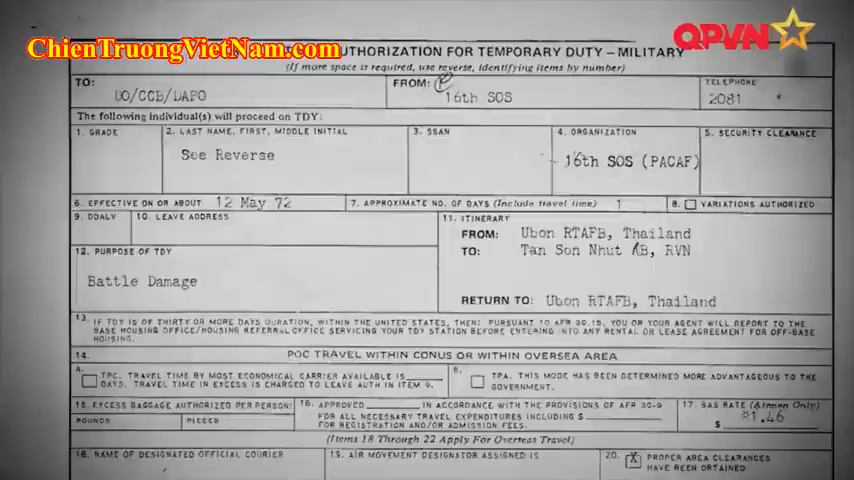 ChienTruongVietNam.com
QPVN
AUTHORIZATION FOR TEMPORARY DUTY – MILITARY
(If more space is required, use reverse, identifying items by number)
TO: UO/CCB/DAPO
FROM: 16th SOS
TELEPHONE 2081
The following individual(s) will proceed on TDY:
1. GRADE
2. LAST NAME, FIRST, MIDDLE INITIAL
See Reverse
3. SSAN
4. ORGANIZATION
16th SOS (PACAF)
5. SECURITY CLEARANCE
6. EFFECTIVE ON OR ABOUT 12 May 72
7. APPROXIMATE NO. OF DAYS (Include travel time) 1
8. VARIATIONS AUTHORIZED
9. DDALV
10. LEAVE ADDRESS
11. ITINERARY
FROM: Ubon RTAFB, Thailand
TO: Tan Son Nhut AB, RVN
RETURN TO: Ubon RTAFB, Thailand
12. PURPOSE OF TDY
Battle Damage
13. IF TDY IS OF THIRTY OR MORE DAYS DURATION, WITHIN THE UNITED STATES, THEN: PURSUANT TO AFR 30-15, YOU OR YOUR AGENT WILL REPORT TO THE
BASE HOUSING OFFICE/HOUSING REFERRAL OFFICE SERVICING YOUR TDY STATION BEFORE ENTERING INTO ANY RENTAL OR LEASE AGREEMENT FOR OFF-BASE
HOUSING.
14. POC TRAVEL WITHIN CONUS OR WITHIN OVERSEA AREA
A. TPC. TRAVEL TIME BY MOST ECONOMICAL CARRIER AVAILABLE IS
DAYS. TRAVEL TIME IN EXCESS IS CHARGED TO LEAVE AUTH IN ITEM 9.
B. TPA. THIS MODE HAS BEEN DETERMINED MORE ADVANTAGEOUS TO THE
GOVERNMENT.
15 EXCESS BAGGAGE AUTHORIZED PER PERSON:
POUNDS
PIECES
16. APPROVED IN ACCORDANCE WITH THE PROVISIONS OF AFR 30-9
FOR ALL NECESSARY TRAVEL EXPENDITURES INCLUDING $
FOR REGISTRATION AND/OR ADMISSION FEES.
17. BAS RATE (Airmen Only)
$ *1.46
(Items 18 Through 22 Apply For Overseas Travel)
18. NAME OF DESIGNATED OFFICIAL COURIER
19. AIR MOVEMENT DESIGNATOR ASSIGNED IS
20. X PROPER AREA CLEARANCES
HAVE BEEN OBTAINED